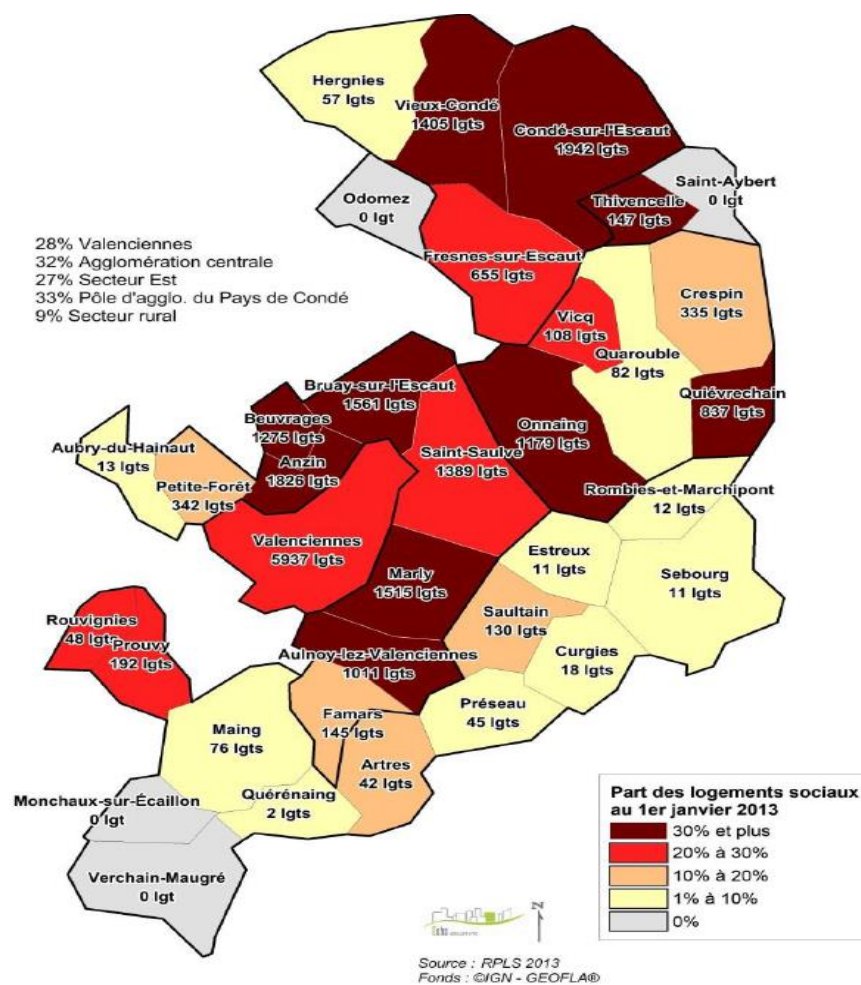 Hergnies
57 lgts
Vieux-Condé
1405 lgts
Condé-sur-l'Escaut
1942 lgts
Saint-Aybert
0 lgt
Odomez
0 lgt
Thivencelle
147 lgts
28% Valenciennes
32% Agglomération centrale
27% Secteur Est
33% Pôle d'agglo. du Pays de Condé
9% Secteur rural
Fresnes-sur-Escaut
655 lgts
Crespin
335 lgts
Vicq
108 lgts
Quarouble
82 lgts
Bruay-sur-l'Escaut
1561 lgts
Quiévrechain
837 lgts
Beuvrages
1275 lgts
Onnaing
1179 lgts
Aubry-du-Hainaut
13 lgts
Anzin
1826 lgts
Saint-Saulve
1389 lgts
Petite-Forêt
342 lgts
Rombies-et-Marchipont
12 lgts
Valenciennes
5937 lgts
Estreux
11 lgts
Marly
1515 lgts
Sebourg
11 lgts
Saultain
130 lgts
Rouvignies
48 lgts
Prouvy
192 lgts
Aulnoy-lez-Valenciennes
1011 lgts
Curgies
18 lgts
Préseau
45 lgts
Famars
145 lgts
Maing
76 lgts
Artres
42 lgts
Monchaux-sur-Écaillon
0 lgt
Quérénaing
2 lgts
Verchain-Maugré
0 lgt
Part des logements sociaux
au 1er janvier 2013
30% et plus
20% à 30%
10% à 20%
1% à 10%
0%
N
Source : RPLS 2013
Fonds : ©IGN - GEOFLA®